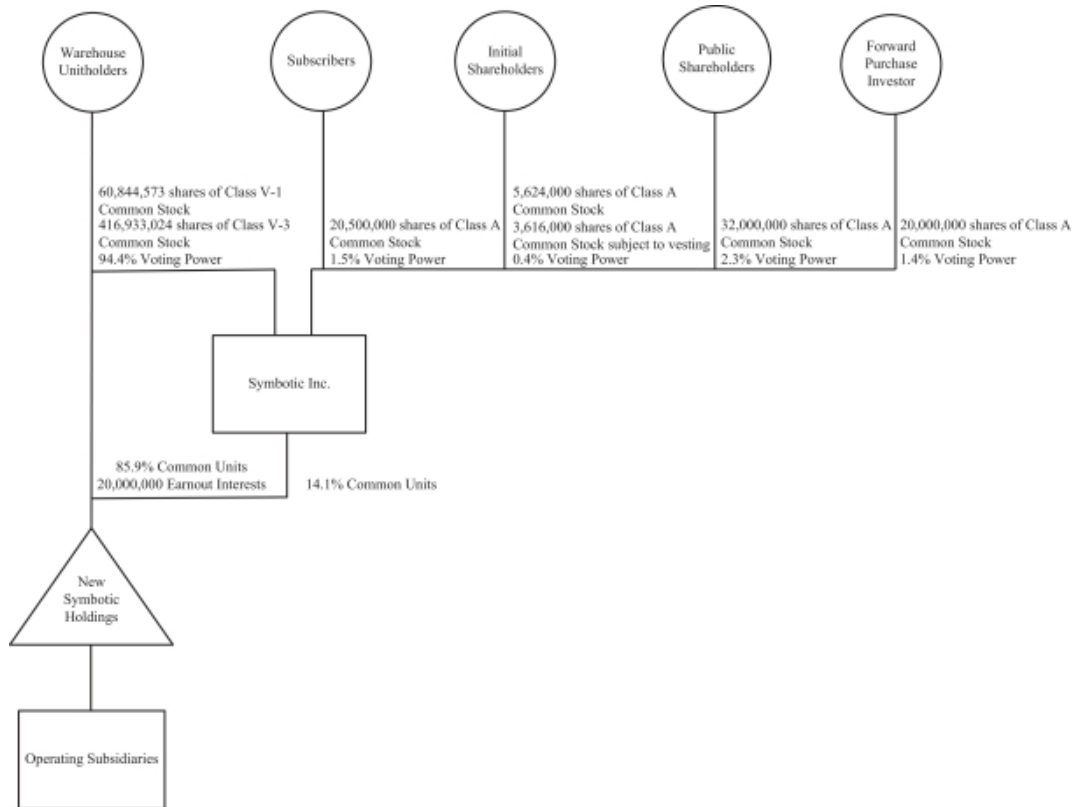 Warehouse
Unitholders
Subscribers
Initial
Shareholders
Public
Shareholders
Forward
Purchase
Investor
60,844,573 shares of Class V-1
Common Stock
416,933,024 shares of Class V-3
Common Stock
94.4% Voting Power
20,500,000 shares of Class A
Common Stock
1.5% Voting Power
5,624,000 shares of Class A
Common Stock
3,616,000 shares of Class A
Common Stock subject to vesting
0.4% Voting Power
32,000,000 shares of Class A
Common Stock
2.3% Voting Power
20,000,000 shares of Class A
Common Stock
1.4% Voting Power
Symbotic Inc.
85.9% Common Units
20,000,000 Earnout Interests
14.1% Common Units
New
Symbotic
Holdings
Operating Subsidiaries